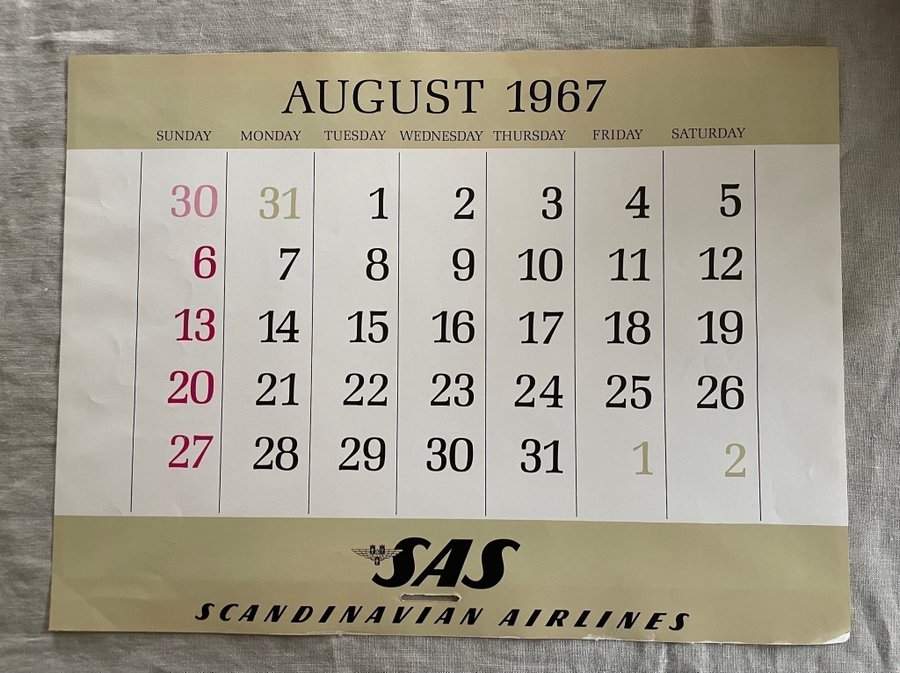 AUGUST 1967
SUNDAY MONDAY TUESDAY WEDNESDAY THURSDAY FRIDAY SATURDAY
30 31 1 2 3 4 5
6 7 8 9 10 11 12
13 14 15 16 17 18 19
20 21 22 23 24 25 26
27 28 29 30 31 1 2
SAS
SCANDINAVIAN AIRLINES